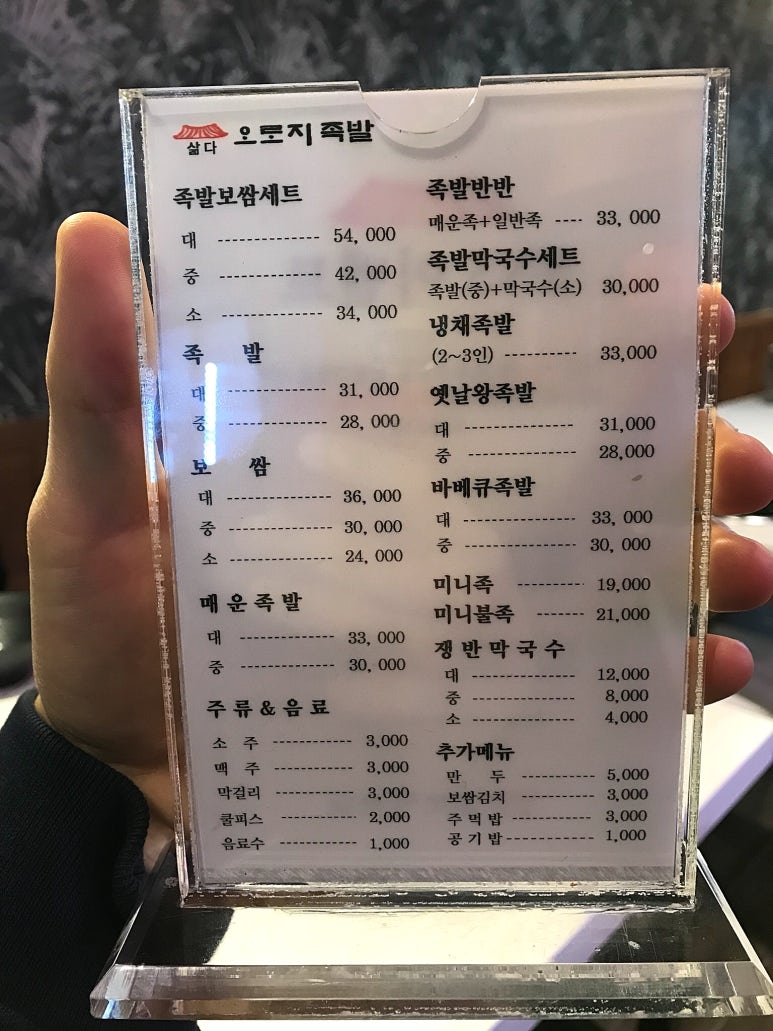 삶다 오토지족발
족발보쌈세트
대 ---------------- 54, 000
중 ---------------- 42, 000
소 ---------------- 34, 000
족 발
대 ---------------- 31, 000
중 ---------------- 28, 000
보 쌈
대 ---------------- 36, 000
중 ---------------- 30, 000
소 ---------------- 24, 000
매 운 족 발
대 -------------- 33, 000
중 -------------- 30, 000
주 류 & 음 료
소 주 ------------ 3,000
맥 주 ------------ 3,000
막걸리 ------------ 3,000
쿨피스 ------------ 2,000
음료수 ------------ 1,000
족발반반
매운족+일반족 ---- 33, 000
족발막국수세트
족발(중)+막국수(소) 30,000
냉채족발
(2~3인) ------------- 33,000
옛날왕족발
대 ----------------- 31,000
중 ----------------- 28,000
바베큐족발
대 ----------------- 33, 000
중 ----------------- 30, 000
미니족 ---------- 19,000
미니불족 ----------- 21,000
쟁 반 막 국 수
대 ---------------- 12,000
중 ---------------- 8,000
소 ---------------- 4,000
추가메뉴
만 두 ------------ 5,000
보쌈김치 ------------ 3,000
주 먹 밥 ------------- 3,000
공 기 밥 ------------- 1,000